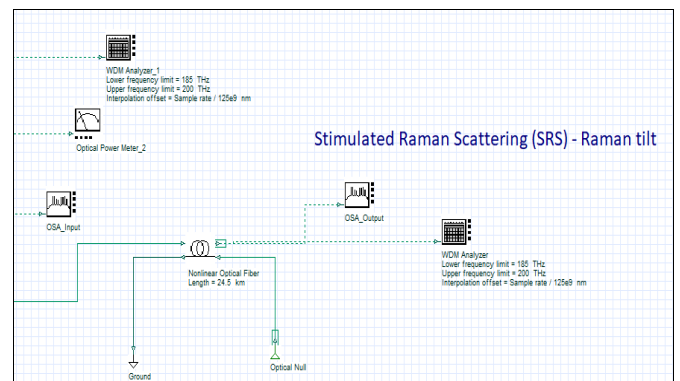 WDM Analyzer_1
Lower frequency limit = 185 THz
Upper frequency limit = 200 THz
Interpolation offset = Sample rate / 125e9 nm
Optical Power Meter_2
Stimulated Raman Scattering (SRS) - Raman tilt
OSA_Input
OSA_Output
Nonlinear Optical Fiber
Length = 24.5 km
WDM Analyzer
Lower frequency limit = 185 THz
Upper frequency limit = 200 THz
Interpolation offset = Sample rate / 125e9 nm
Ground
Optical Null